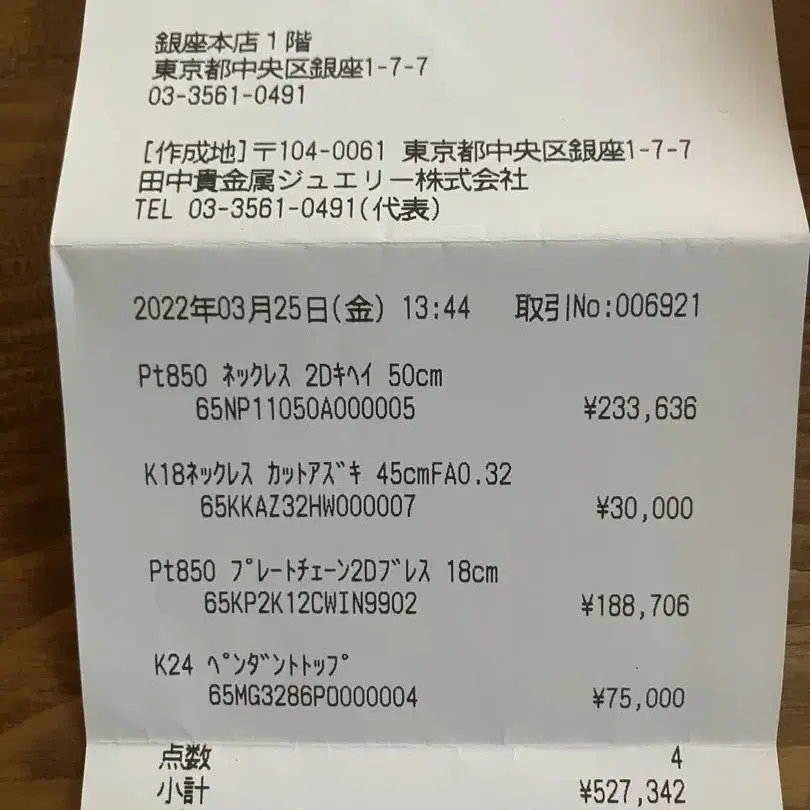 銀座本店1階
東京都中央区銀座1-7-7
03-3561-0491
[作成地]〒104-0061 東京都中央区銀座1-7-7
田中貴金属ジュエリー株式会社
TEL 03-3561-0491(代表)
2022年03月25日(金) 13:44 取引No:006921
Pt850 ネックレス 2Dキヘイ 50cm
65NP11050A000005 ¥233,636
K18ネックレス カットアズキ 45cmFA0.32
65KKAZ32HW000007 ¥30,000
Pt850 プレートチェーン2Dブレス 18cm
65KP2K12CWIN9902 ¥188,706
K24 ペンダントトップ
65MG3286P0000004 ¥75,000
点数 4
小計 ¥527,342